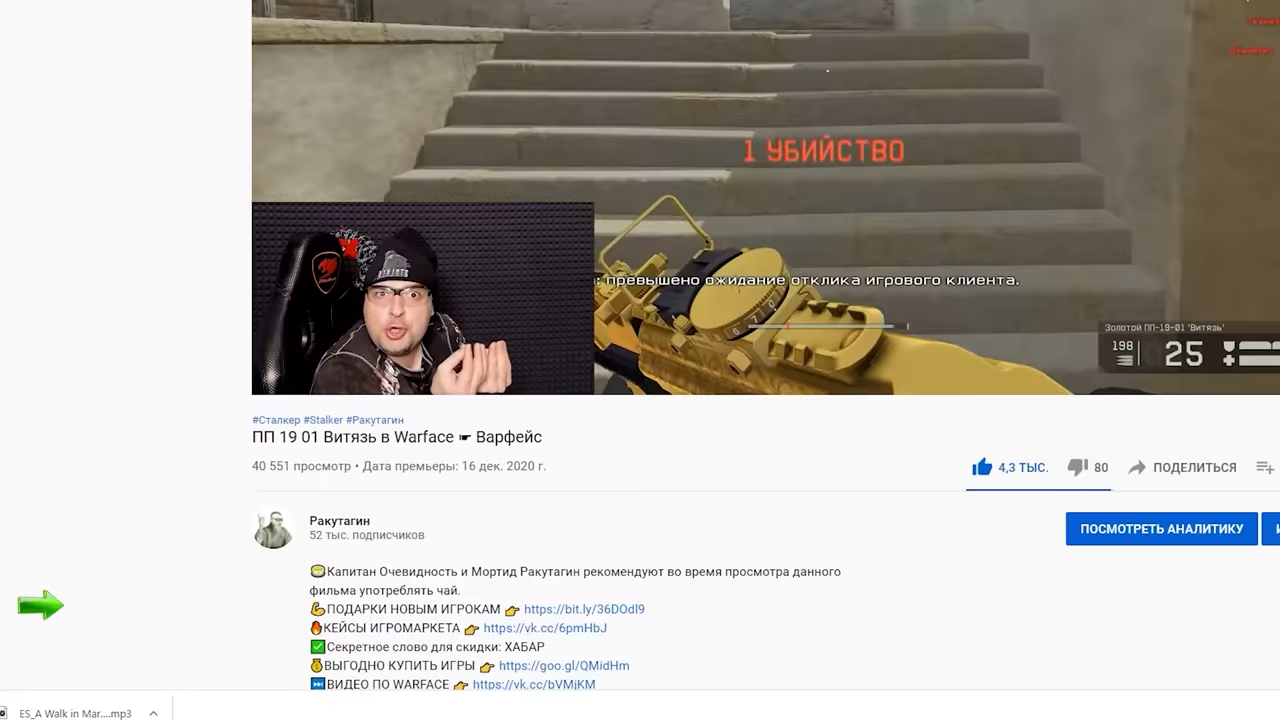 1 УБИЙСТВО
: превышено ожидание отклика игрового клиента.
Золотой ПП-19-01 'Витязь'
198 25
#Сталкер #Stalker #Ракутагин
ПП 19 01 Витязь в Warface ☛ Варфейс
40 551 просмотр • Дата премьеры: 16 дек. 2020 г.
4,3 ТЫС. 80 ПОДЕЛИТЬСЯ
Ракутагин
52 тыс. подписчиков
ПОСМОТРЕТЬ АНАЛИТИКУ
Капитан Очевидность и Мортид Ракутагин рекомендуют во время просмотра данного
фильма употреблять чай.
💪ПОДАРКИ НОВЫМ ИГРОКАМ 👉 https://bit.ly/36DOdl9
🔥КЕЙСЫ ИГРОМАРКЕТА 👉 https://vk.cc/6pmHbJ
✅Секретное слово для скидки: ХАБАР
💰ВЫГОДНО КУПИТЬ ИГРЫ 👉 https://goo.gl/QMidHm
⏭ВИДЕО ПО WARFACE 👉 https://vk.cc/bVMjKM
ES_A Walk in Mar....mp3